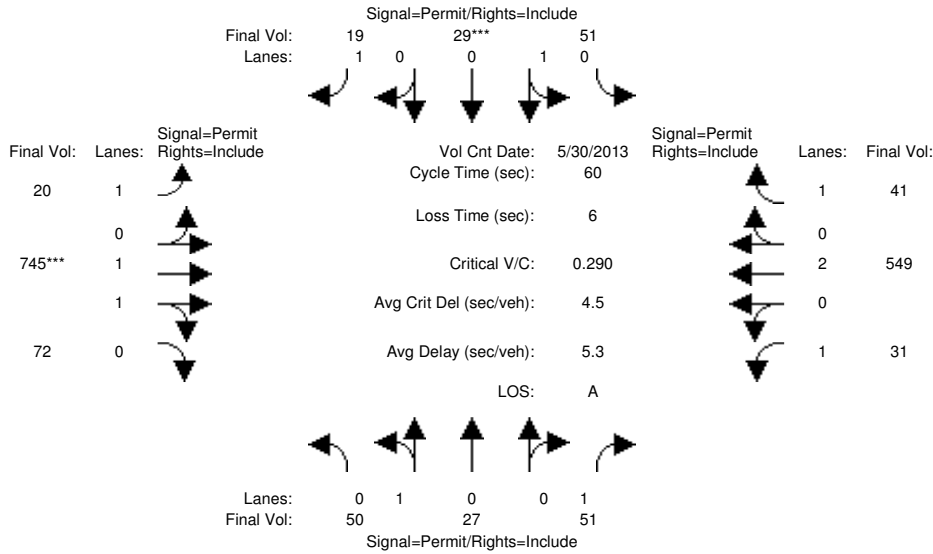 Signal=Permit/Rights=Include
Final Vol: 19 29*** 51
Lanes: 1 0 0 1 0
Signal=Permit
Final Vol: Lanes: Rights=Include
20 1
0
745*** 1
1
72 0
Vol Cnt Date: 5/30/2013
Cycle Time (sec): 60
Loss Time (sec): 6
Critical V/C: 0.290
Avg Crit Del (sec/veh): 4.5
Avg Delay (sec/veh): 5.3
LOS: A
Signal=Permit
Rights=Include Lanes: Final Vol:
1 41
0
2 549
0
1 31
Lanes: 0 1 0 0 1
Final Vol: 50 27 51
Signal=Permit/Rights=Include